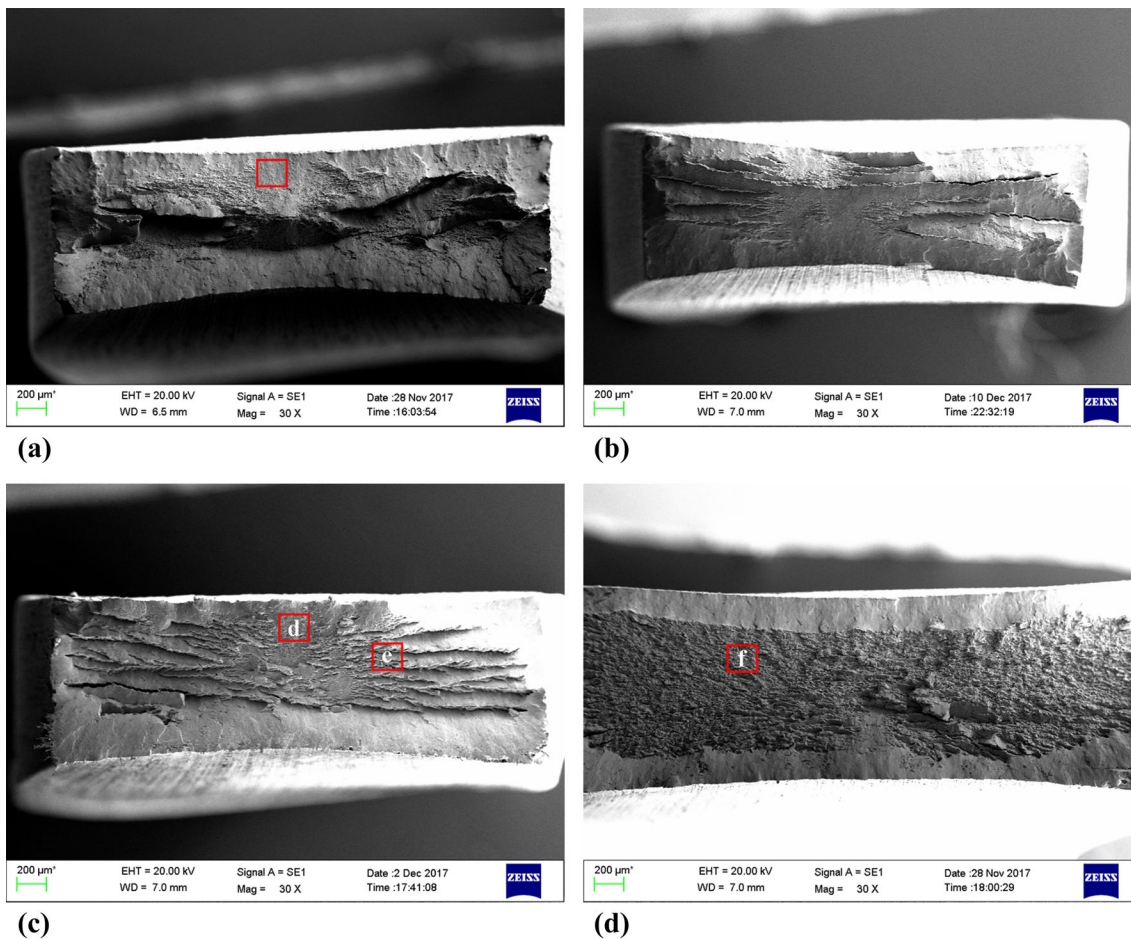 200 µm*
EHT = 20.00 kV
WD = 6.5 mm
Signal A = SE1
Mag = 30 X
Date :28 Nov 2017
Time :16:03:54
ZEISS
(a)
200 µm*
EHT = 20.00 kV
WD = 7.0 mm
Signal A = SE1
Mag = 30 X
Date :10 Dec 2017
Time :22:32:19
ZEISS
(b)
d
e
200 µm*
EHT = 20.00 kV
WD = 7.0 mm
Signal A = SE1
Mag = 30 X
Date :2 Dec 2017
Time :17:41:08
ZEISS
(c)
f
200 µm*
EHT = 20.00 kV
WD = 7.0 mm
Signal A = SE1
Mag = 30 X
Date :28 Nov 2017
Time :18:00:29
ZEISS
(d)